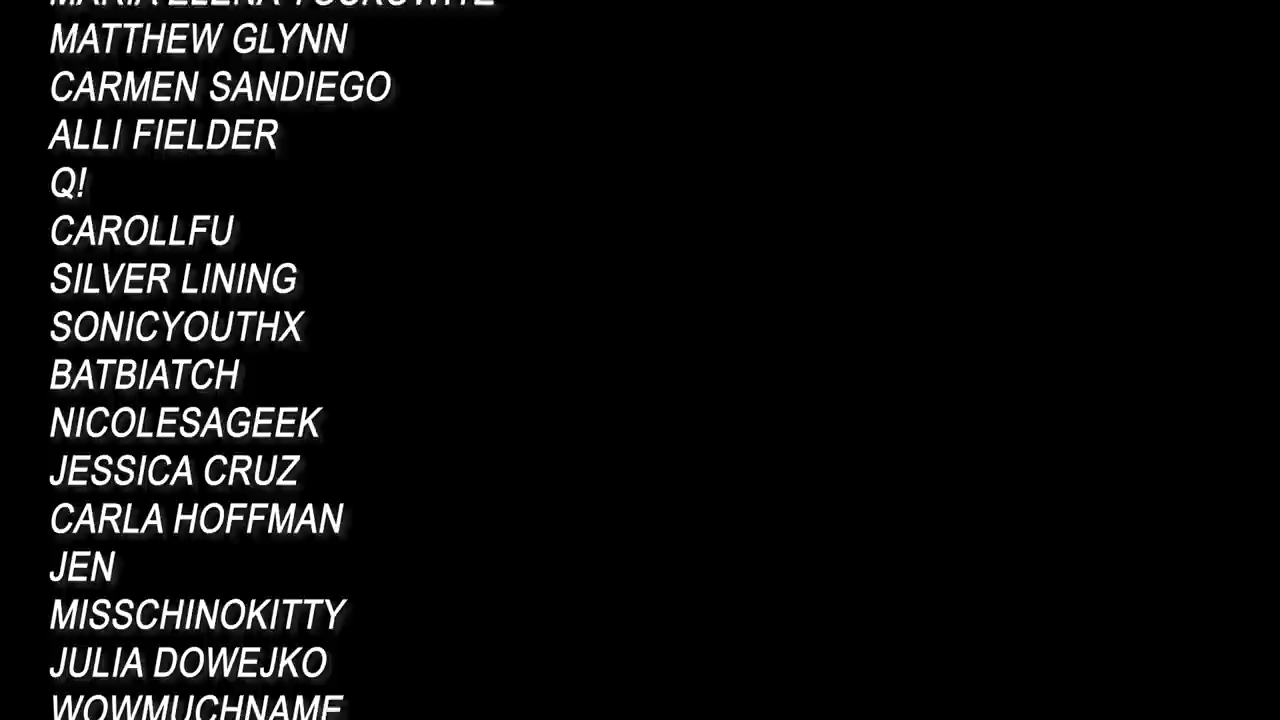 MATTHEW GLYNN
CARMEN SANDIEGO
ALLI FIELDER
Q!
CAROLLFU
SILVER LINING
SONICYOUTHX
BATBIATCH
NICOLESAGEEK
JESSICA CRUZ
CARLA HOFFMAN
JEN
MISSCHINOKITTY
JULIA DOWEJKO
WOWMUCHNAME